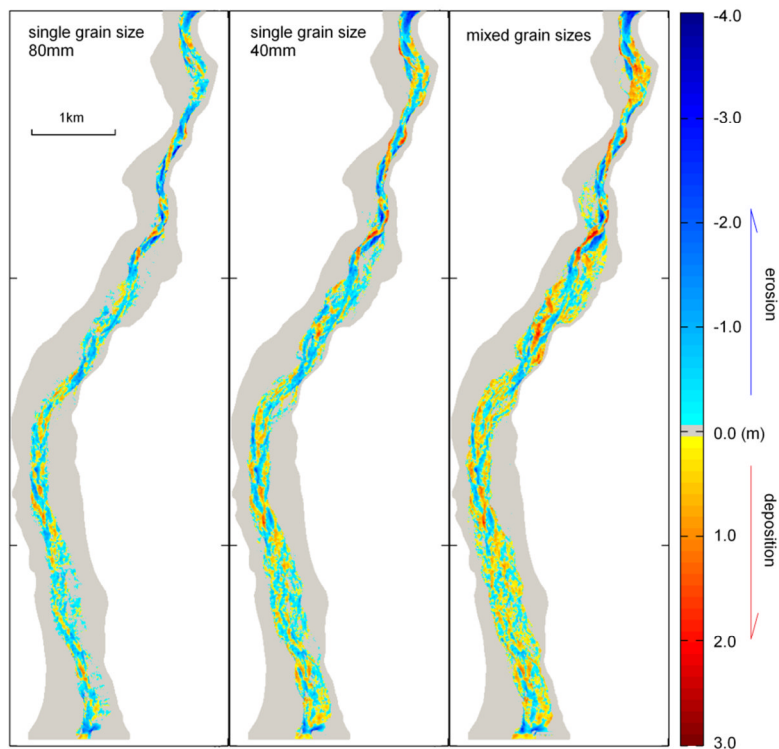 single grain size
80mm
single grain size
40mm
mixed grain sizes
1km
-4.0
-3.0
-2.0
-1.0
0.0 (m)
1.0
2.0
3.0
erosion
deposition